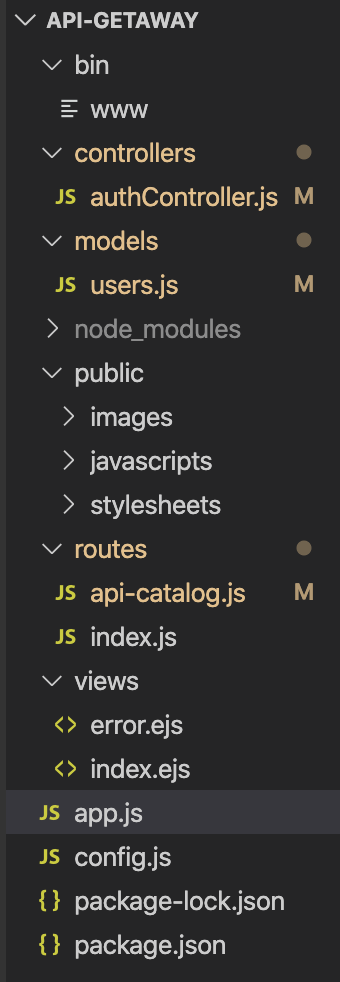 API-GETAWAY
bin
www
controllers
JS authController.js M
models
JS users.js M
node_modules
public
images
javascripts
stylesheets
routes
JS api-catalog.js M
JS index.js
views
<> error.ejs
<> index.ejs
JS app.js
JS config.js
{} package-lock.json
{} package.json